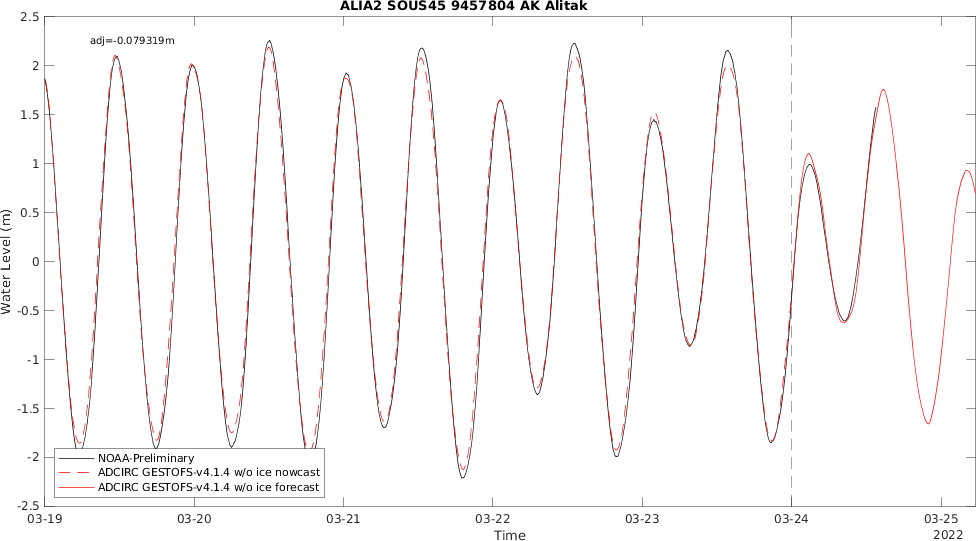 ALIA2 SOUS45 9457804 AK Alitak
adj=-0.079319m
2.5
2
1.5
1
0.5
0
-0.5
-1
-1.5
-2
-2.5
Water Level (m)
NOAA-Preliminary
ADCIRC GESTOFS-v4.1.4 w/o ice nowcast
ADCIRC GESTOFS-v4.1.4 w/o ice forecast
03-19 03-20 03-21 03-22 03-23 03-24 03-25
Time
2022